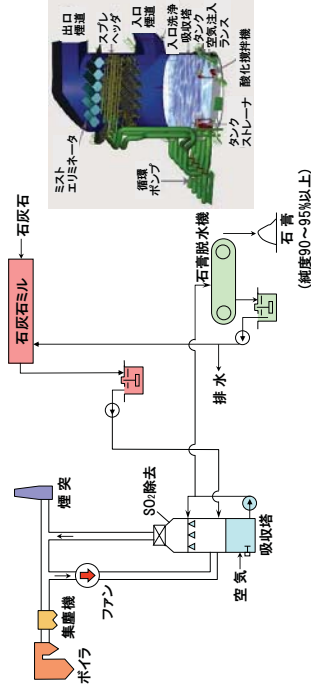 ボイラ
集塵機
ファン
煙突
SO₂除去
空気
吸収塔
石灰石ミル
石灰石
排水
石膏脱水機
石膏
(純度90～95%以上)
出口
煙道
スプレ
ヘッダ
入口
煙道
入口洗浄
吸収塔
タンク
空気注入
ランス
ミスト
エリミネータ
循環
ポンプ
タンク
ストレーナ
酸化撹拌機